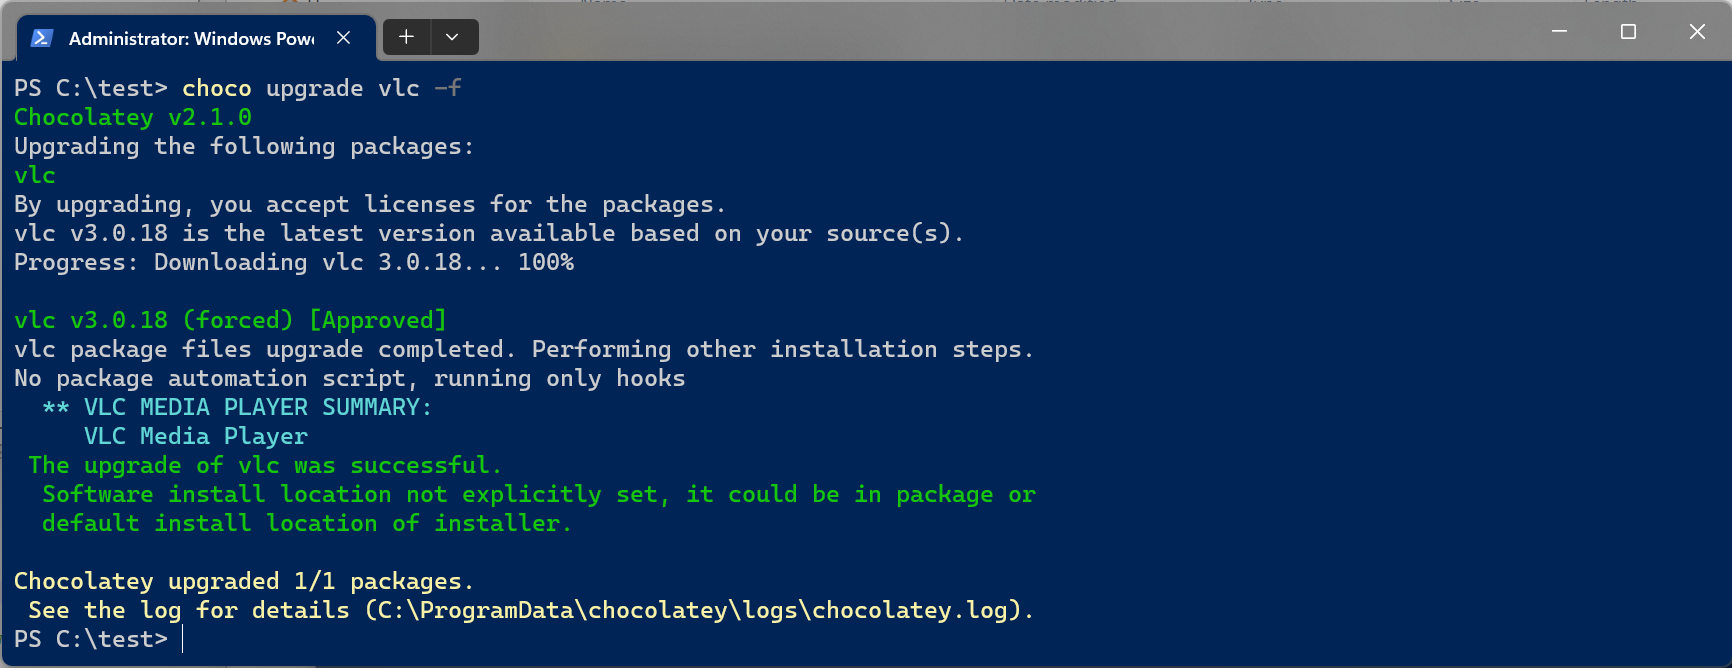 Administrator: Windows Pow
PS C:\test> choco upgrade vlc -f
Chocolatey v2.1.0
Upgrading the following packages:
vlc
By upgrading, you accept licenses for the packages.
vlc v3.0.18 is the latest version available based on your source(s).
Progress: Downloading vlc 3.0.18... 100%
vlc v3.0.18 (forced) [Approved]
vlc package files upgrade completed. Performing other installation steps.
No package automation script, running only hooks
** VLC MEDIA PLAYER SUMMARY:
VLC Media Player
The upgrade of vlc was successful.
Software install location not explicitly set, it could be in package or
default install location of installer.
Chocolatey upgraded 1/1 packages.
See the log for details (C:\ProgramData\chocolatey\logs\chocolatey.log).
PS C:\test>